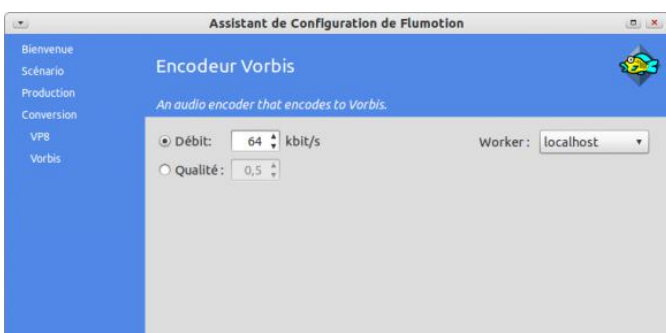 Assistant de Configuration de Flumotion
Bienvenue
Scénario
Production
Conversion
VP8
Vorbis
Encodeur Vorbis
An audio encoder that encodes to Vorbis.
Débit: 64 kbit/s Worker: localhost
Qualité: 0,5